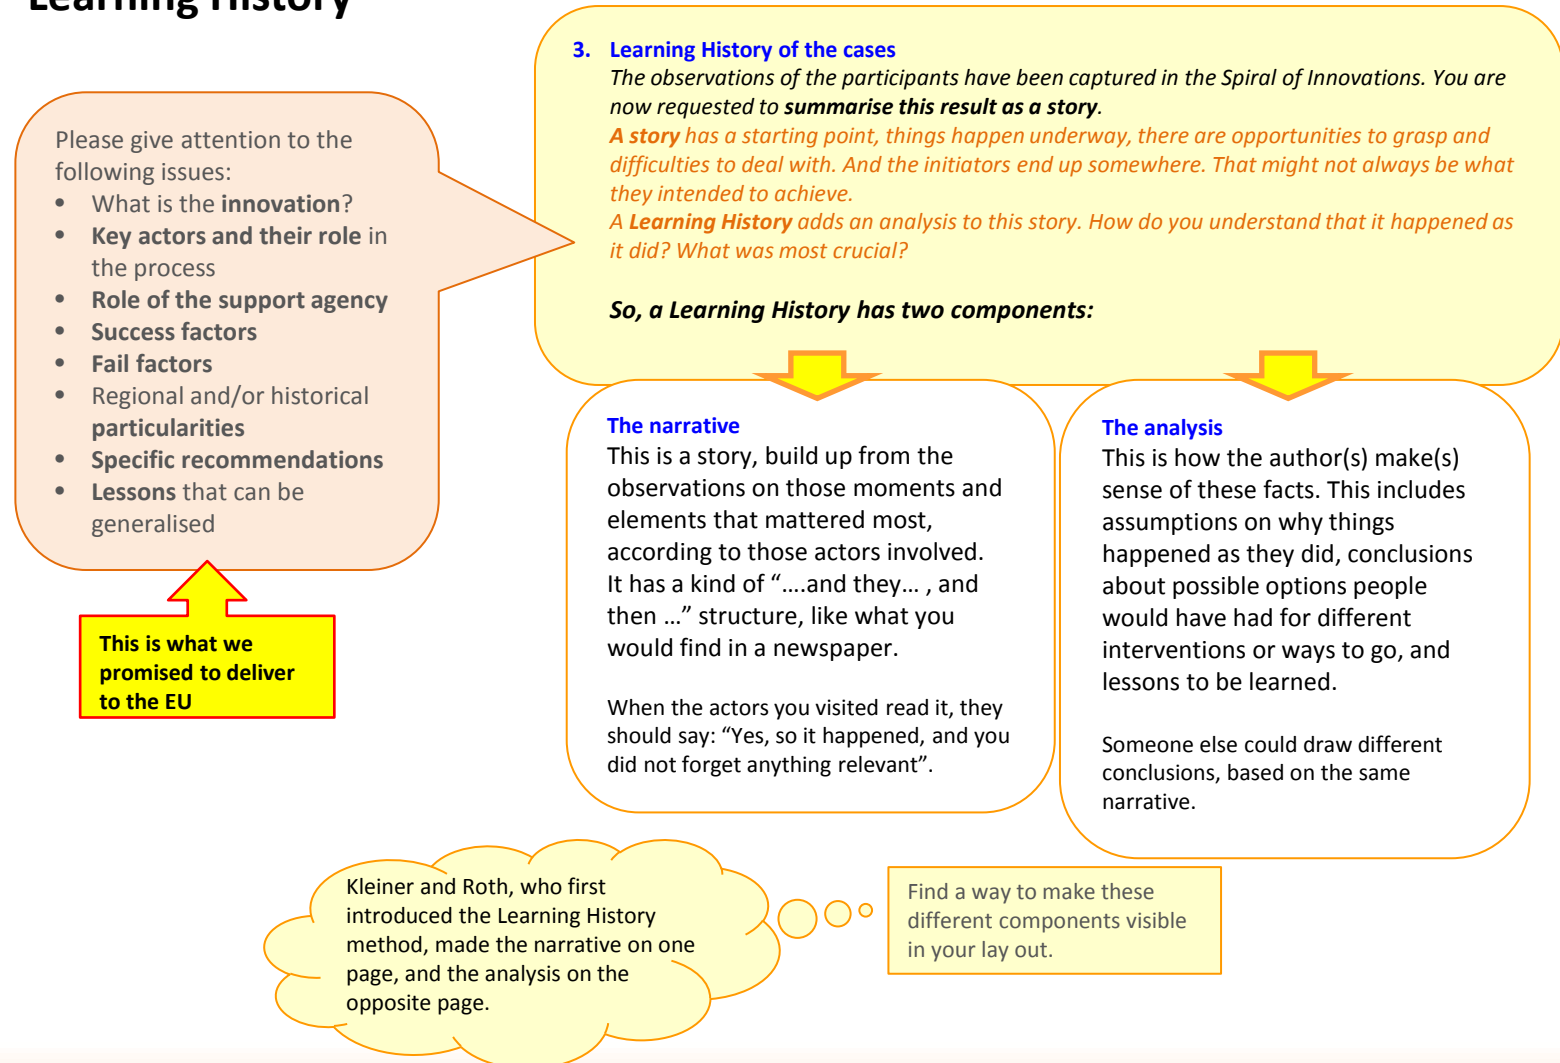 Learning History
3. Learning History of the cases
The observations of the participants have been captured in the Spiral of Innovations. You are
now requested to summarise this result as a story.
A story has a starting point, things happen underway, there are opportunities to grasp and
difficulties to deal with. And the initiators end up somewhere. That might not always be what
they intended to achieve.
A Learning History adds an analysis to this story. How do you understand that it happened as
it did? What was most crucial?
So, a Learning History has two components:
Please give attention to the
following issues:
• What is the innovation?
• Key actors and their role in
the process
• Role of the support agency
• Success factors
• Fail factors
• Regional and/or historical
particularities
• Specific recommendations
• Lessons that can be
generalised
This is what we
promised to deliver
to the EU
The narrative
This is a story, build up from the
observations on those moments and
elements that mattered most,
according to those actors involved.
It has a kind of “….and they… , and
then …” structure, like what you
would find in a newspaper.
When the actors you visited read it, they
should say: “Yes, so it happened, and you
did not forget anything relevant”.
The analysis
This is how the author(s) make(s)
sense of these facts. This includes
assumptions on why things
happened as they did, conclusions
about possible options people
would have had for different
interventions or ways to go, and
lessons to be learned.
Someone else could draw different
conclusions, based on the same
narrative.
Kleiner and Roth, who first
introduced the Learning History
method, made the narrative on one
page, and the analysis on the
opposite page.
Find a way to make these
different components visible
in your lay out.